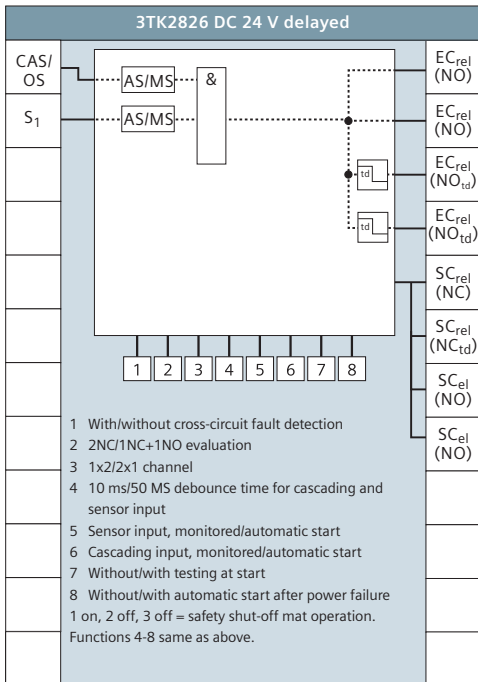 3TK2826 DC 24 V delayed
CAS/
OS
S1
AS/MS
AS/MS
&
td
td
ECrel
(NO)
ECrel
(NO)
ECrel
(NOtd)
ECrel
(NOtd)
SCrel
(NC)
SCrel
(NCtd)
SCel
(NO)
SCel
(NO)
1 2 3 4 5 6 7 8
1 With/without cross-circuit fault detection
2 2NC/1NC+1NO evaluation
3 1x2/2x1 channel
4 10 ms/50 MS debounce time for cascading and
sensor input
5 Sensor input, monitored/automatic start
6 Cascading input, monitored/automatic start
7 Without/with testing at start
8 Without/with automatic start after power failure
1 on, 2 off, 3 off = safety shut-off mat operation.
Functions 4-8 same as above.